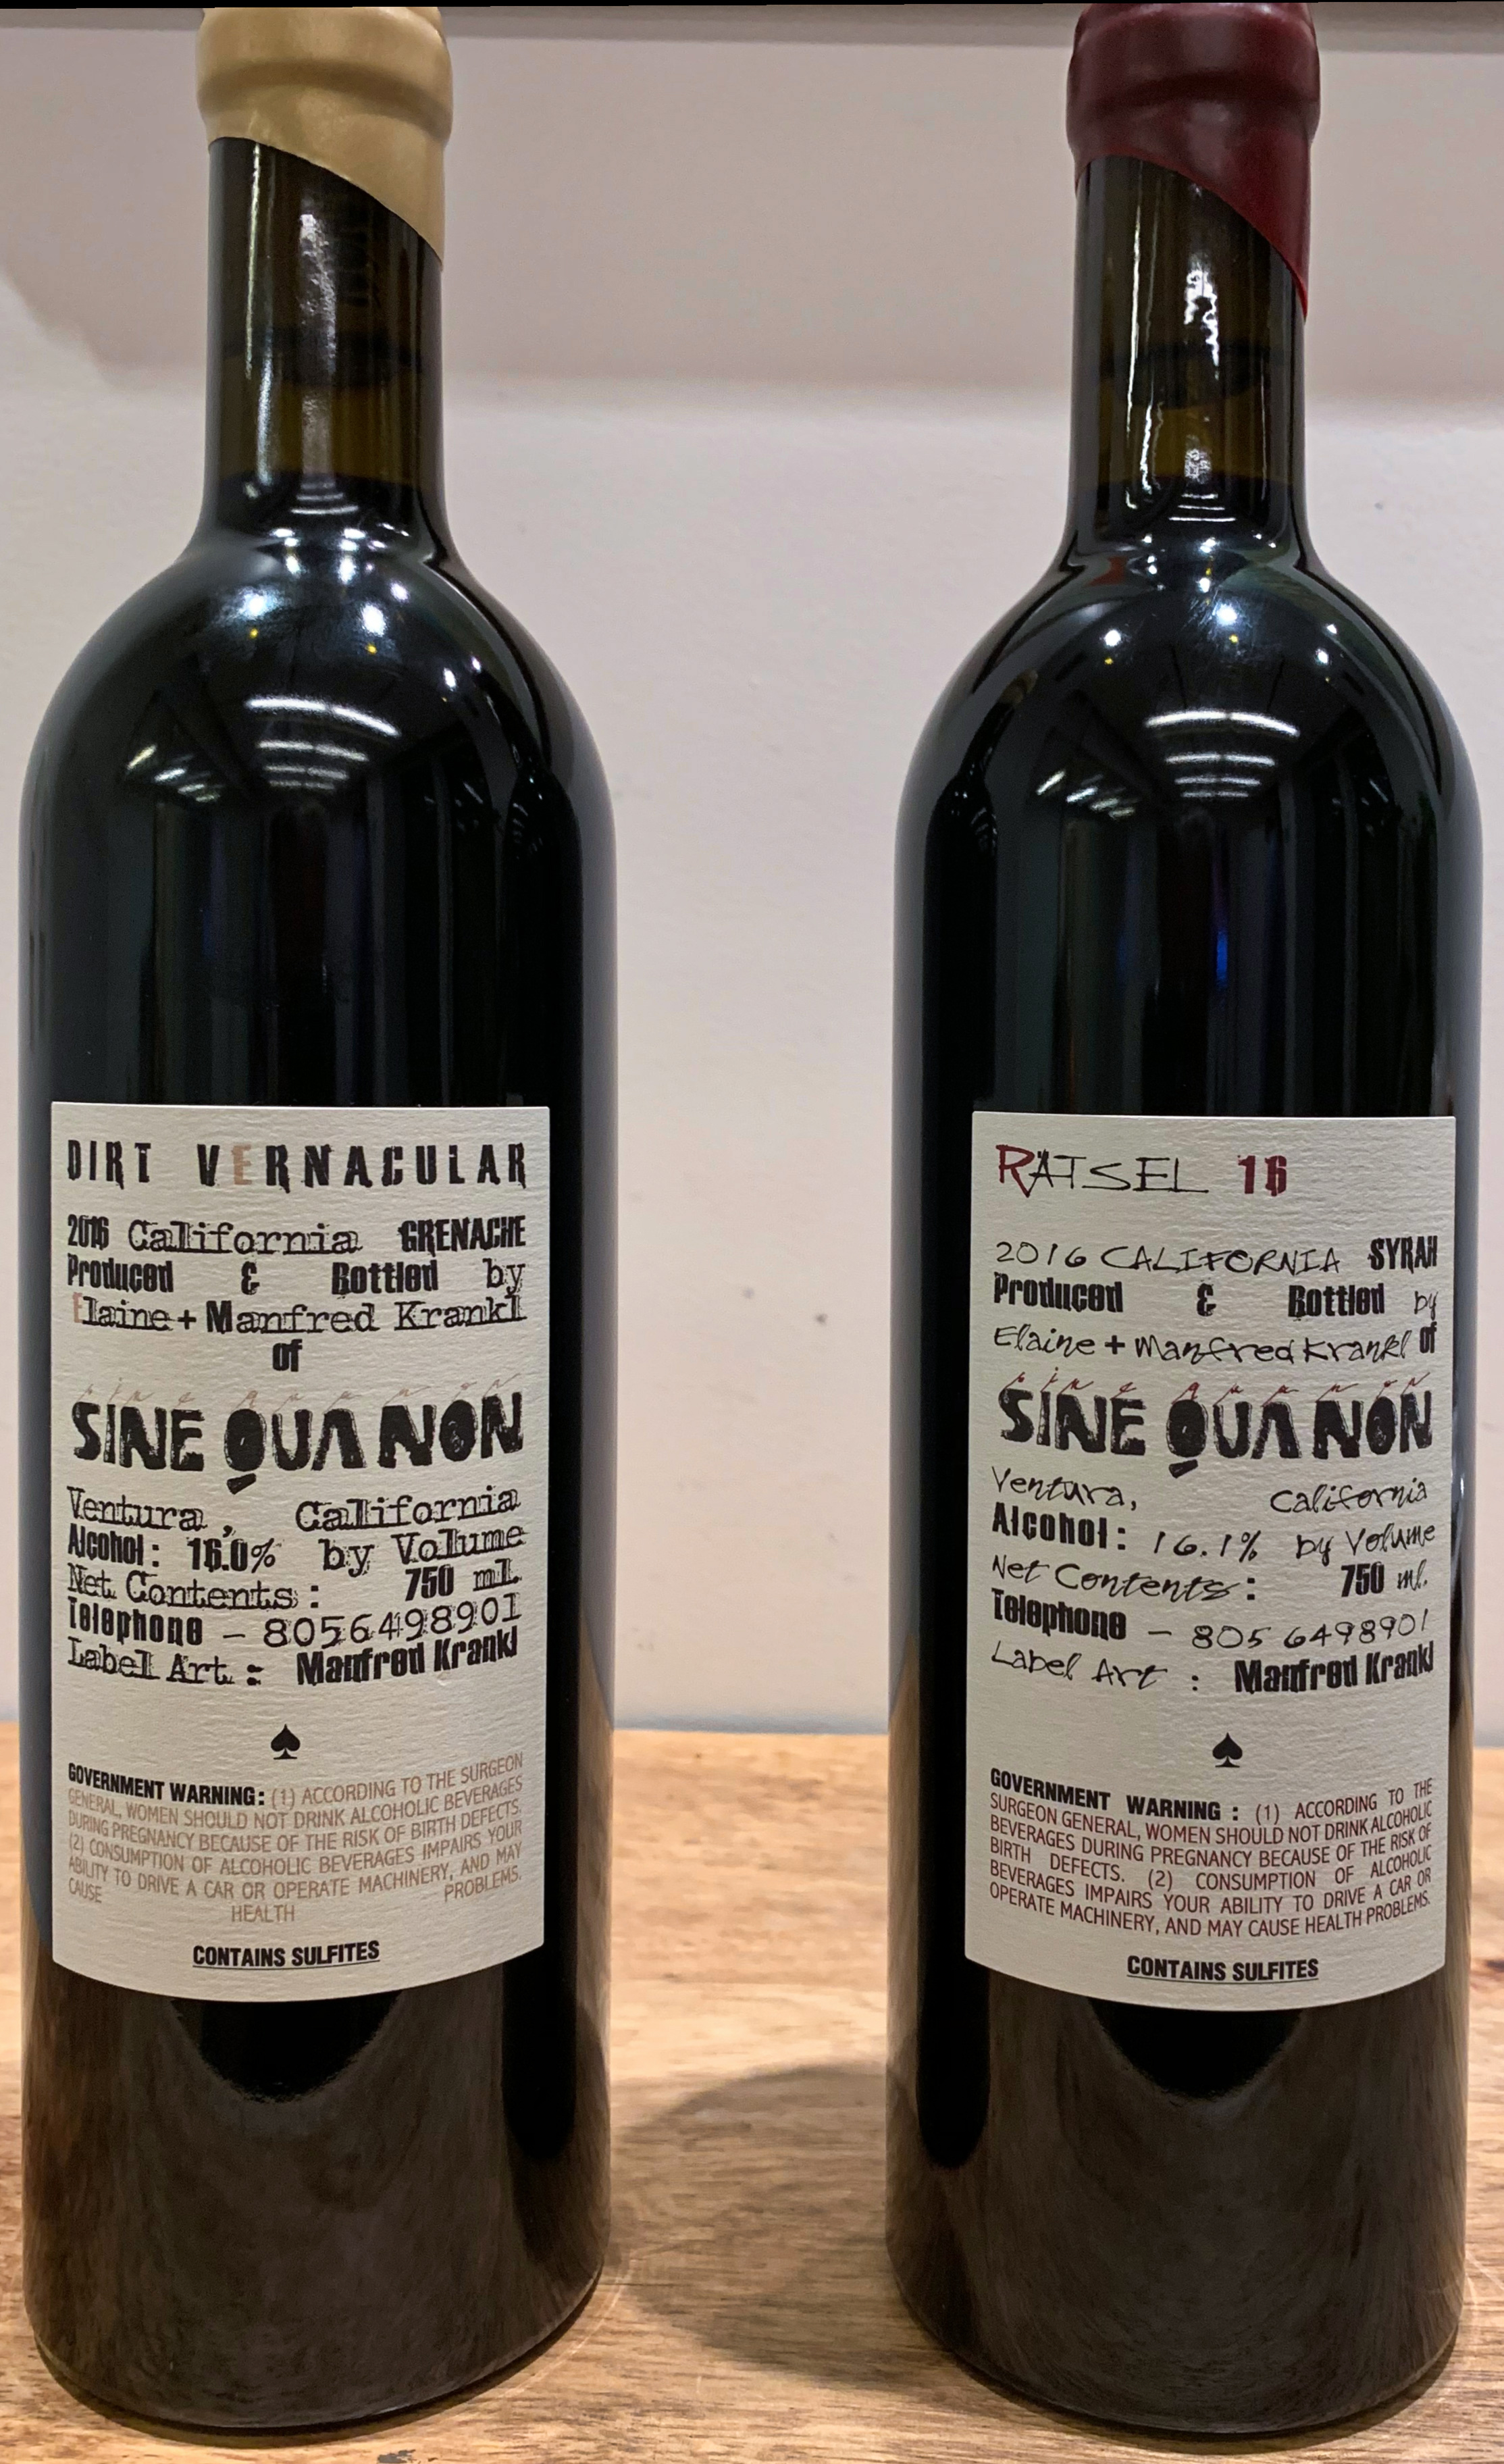 DIRT VERNACULAR
2016 California GRENACHE
Produced & Bottled by
Elaine + Manfred Krankl
of
sine qua non
SINE QUA NON
Ventura, California
Alcohol: 16.0% by Volume
Net Contents: 750 ml.
Telephone – 8056498901
Label Art: Manfred Krankl
GOVERNMENT WARNING: (1) ACCORDING TO THE SURGEON
GENERAL, WOMEN SHOULD NOT DRINK ALCOHOLIC BEVERAGES
DURING PREGNANCY BECAUSE OF THE RISK OF BIRTH DEFECTS.
(2) CONSUMPTION OF ALCOHOLIC BEVERAGES IMPAIRS YOUR
ABILITY TO DRIVE A CAR OR OPERATE MACHINERY, AND MAY
CAUSE HEALTH PROBLEMS.
CONTAINS SULFITES
RÄTSEL 16
2016 CALIFORNIA SYRAH
Produced & Bottled by
Elaine + Manfred Krankl of
sine qua non
SINE QUA NON
Ventura, California
Alcohol: 16.1% by Volume
Net Contents: 750 ml.
Telephone – 805 6498901
Label Art : Manfred Krankl
GOVERNMENT WARNING : (1) ACCORDING TO THE
SURGEON GENERAL, WOMEN SHOULD NOT DRINK ALCOHOLIC
BEVERAGES DURING PREGNANCY BECAUSE OF THE RISK OF
BIRTH DEFECTS. (2) CONSUMPTION OF ALCOHOLIC
BEVERAGES IMPAIRS YOUR ABILITY TO DRIVE A CAR OR
OPERATE MACHINERY, AND MAY CAUSE HEALTH PROBLEMS.
CONTAINS SULFITES